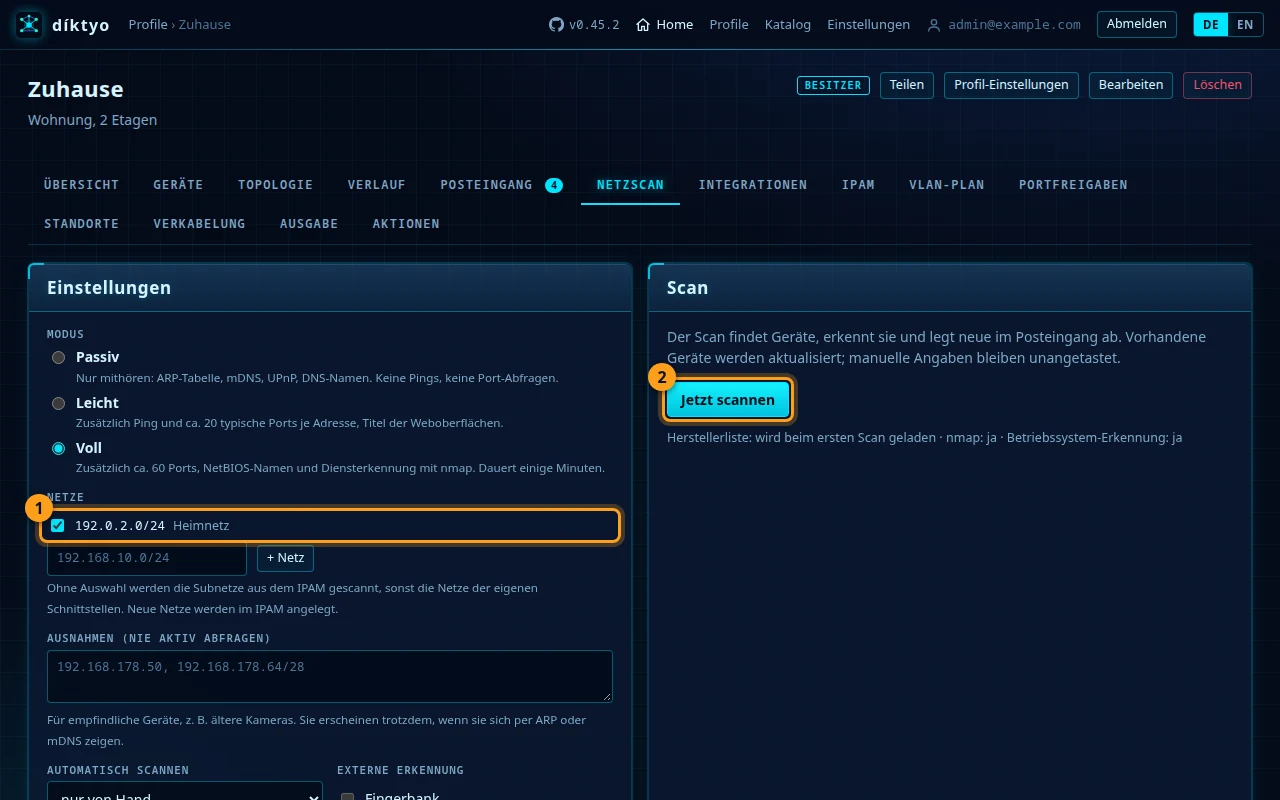 díktyo
Profile › Zuhause
v0.45.2
Home
Profile
Katalog
Einstellungen
admin@example.com
Abmelden
DE
EN
Zuhause
Wohnung, 2 Etagen
BESITZER
Teilen
Profil-Einstellungen
Bearbeiten
Löschen
ÜBERSICHT
GERÄTE
TOPOLOGIE
VERLAUF
POSTEINGANG 4
NETZSCAN
INTEGRATIONEN
IPAM
VLAN-PLAN
PORTFREIGABEN
STANDORTE
VERKABELUNG
AUSGABE
AKTIONEN
Einstellungen
MODUS
Passiv
Nur mithören: ARP-Tabelle, mDNS, UPnP, DNS-Namen. Keine Pings, keine Port-Abfragen.
Leicht
Zusätzlich Ping und ca. 20 typische Ports je Adresse, Titel der Weboberflächen.
Voll
Zusätzlich ca. 60 Ports, NetBIOS-Namen und Diensterkennung mit nmap. Dauert einige Minuten.
NETZE
1
192.0.2.0/24 Heimnetz
192.168.10.0/24
+ Netz
Ohne Auswahl werden die Subnetze aus dem IPAM gescannt, sonst die Netze der eigenen
Schnittstellen. Neue Netze werden im IPAM angelegt.
AUSNAHMEN (NIE AKTIV ABFRAGEN)
192.168.178.50, 192.168.178.64/28
Für empfindliche Geräte, z. B. ältere Kameras. Sie erscheinen trotzdem, wenn sie sich per ARP oder
mDNS zeigen.
AUTOMATISCH SCANNEN
nur von Hand
EXTERNE ERKENNUNG
Fingerbank
Scan
Der Scan findet Geräte, erkennt sie und legt neue im Posteingang ab. Vorhandene
Geräte werden aktualisiert; manuelle Angaben bleiben unangetastet.
2
Jetzt scannen
Herstellerliste: wird beim ersten Scan geladen · nmap: ja · Betriebssystem-Erkennung: ja